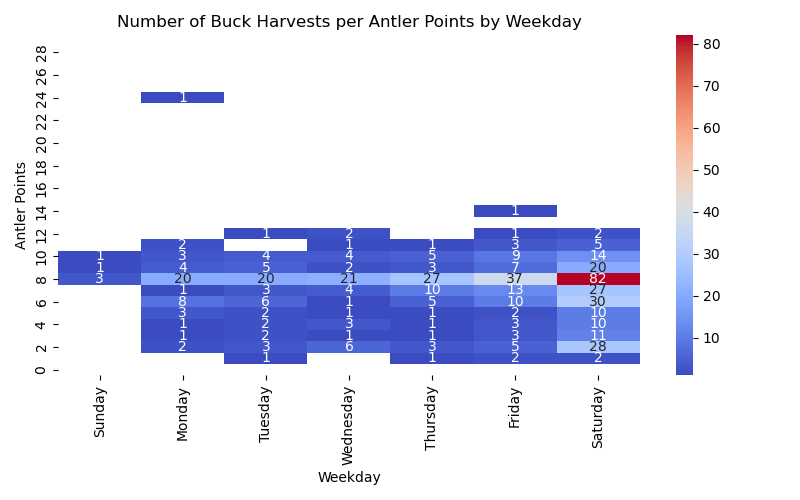 Number of Buck Harvests per Antler Points by Weekday
28
26
24 1
22
20
18
16
14 1
12 1 2 1 2
2 1 1 3 5
10 1 3 4 4 5 9 14
1 4 5 2 3 7 20
8 3 20 20 21 27 37 82
1 3 4 10 13 27
6 8 6 1 5 10 30
3 2 1 1 2 10
4 1 2 3 1 3 10
1 2 1 1 3 11
2 2 3 6 3 5 28
1 1 2 2
0
Antler Points
Sunday Monday Tuesday Wednesday Thursday Friday Saturday
Weekday
80
70
60
50
40
30
20
10